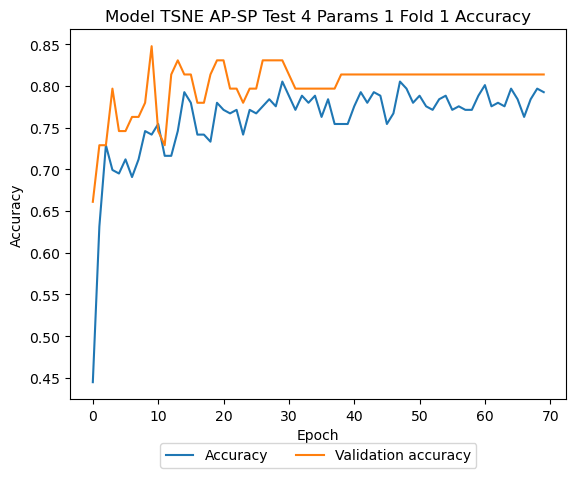 Model TSNE AP-SP Test 4 Params 1 Fold 1 Accuracy
Accuracy
0.85
0.80
0.75
0.70
0.65
0.60
0.55
0.50
0.45
0 10 20 30 40 50 60 70
Epoch
Accuracy Validation accuracy